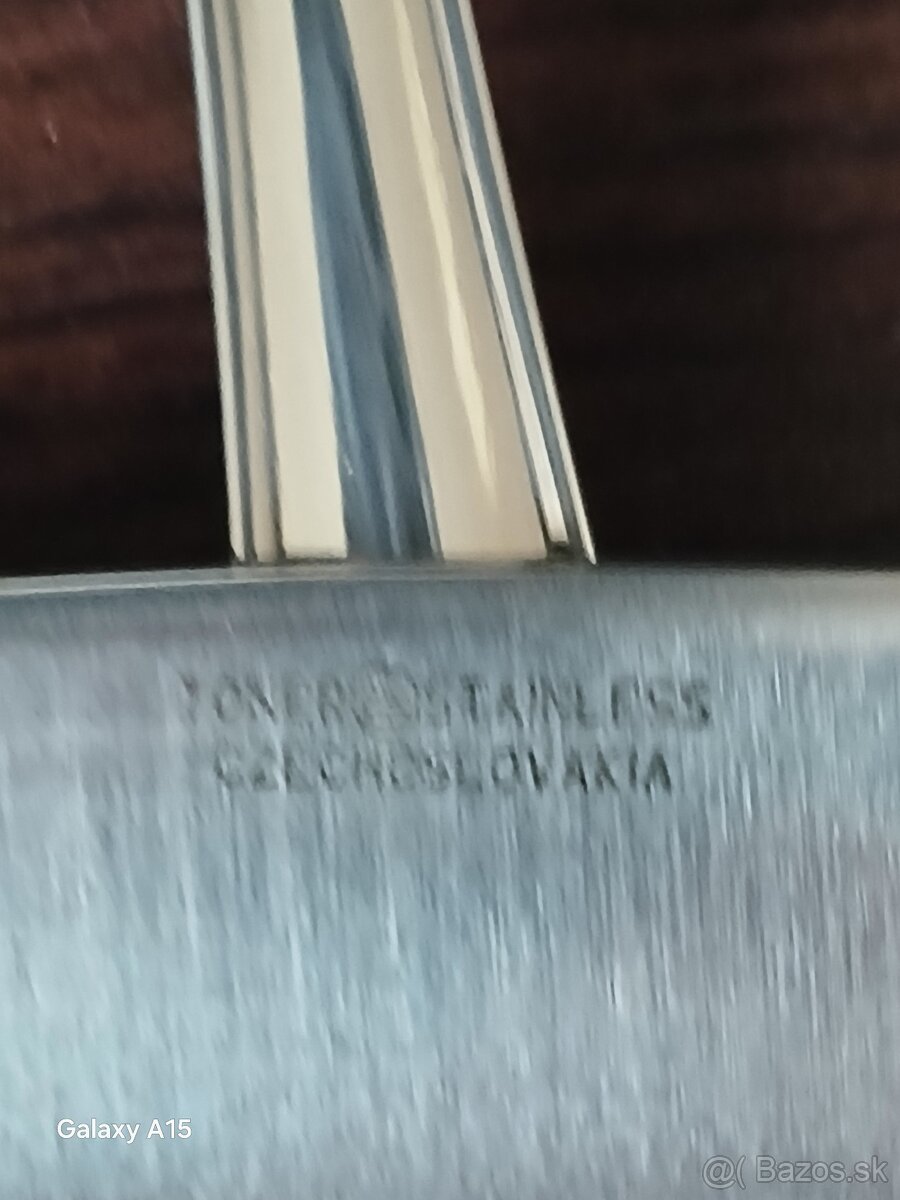 TONER STAINLESS
CZECHOSLOVAKIA
Galaxy A15
@( Bazos.sk